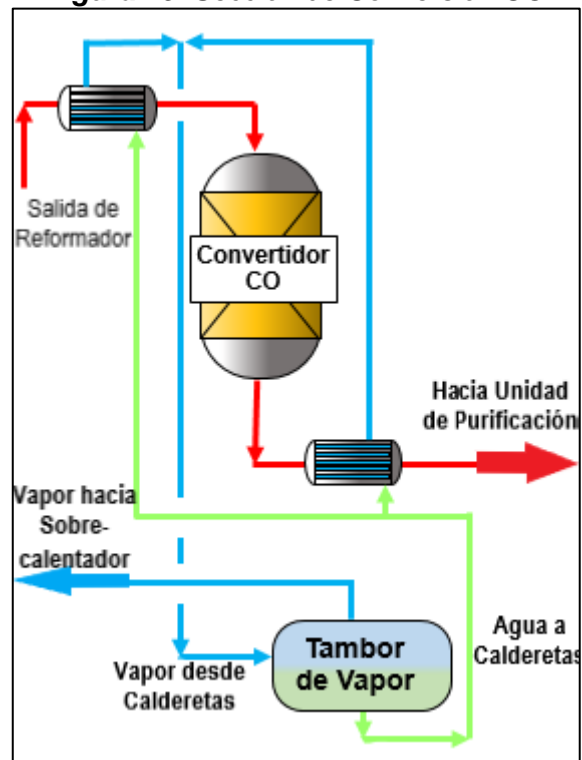 Salida de
Reformador
Convertidor
CO
Hacia Unidad
de Purificación
Vapor hacia
Sobre-
calentador
Agua a
Calderetas
Tambor
de Vapor
Vapor desde
Calderetas